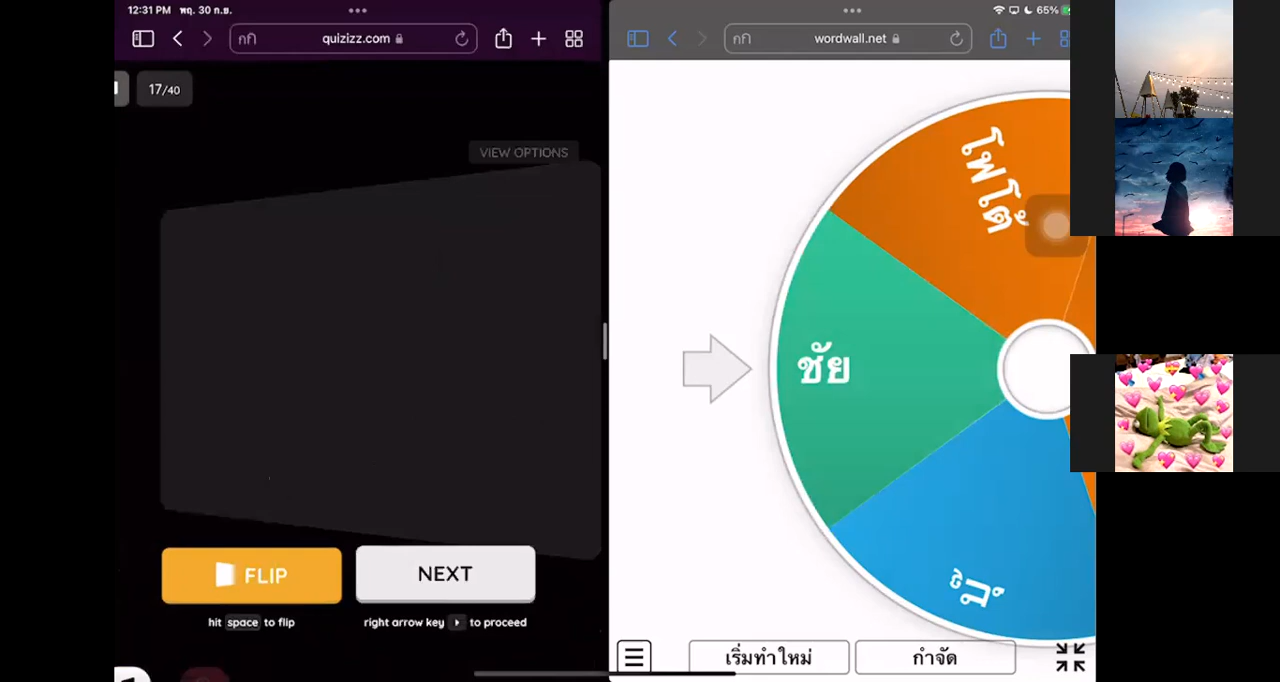 12:31 PM พฤ. 30 ก.ย.
กก quizizz.com
17/40
VIEW OPTIONS
FLIP
NEXT
hit space to flip
right arrow key to proceed
65%
กก wordwall.net
โฟโต้
ชัย
เริ่มทำใหม่
กำจัด